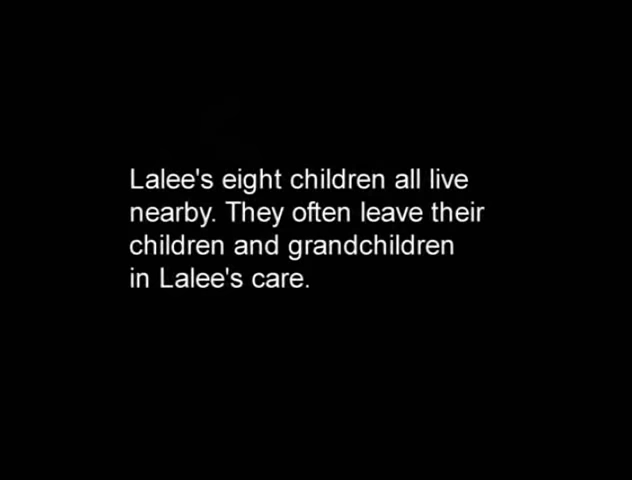 Lalee's eight children all live
nearby. They often leave their
children and grandchildren
in Lalee's care.